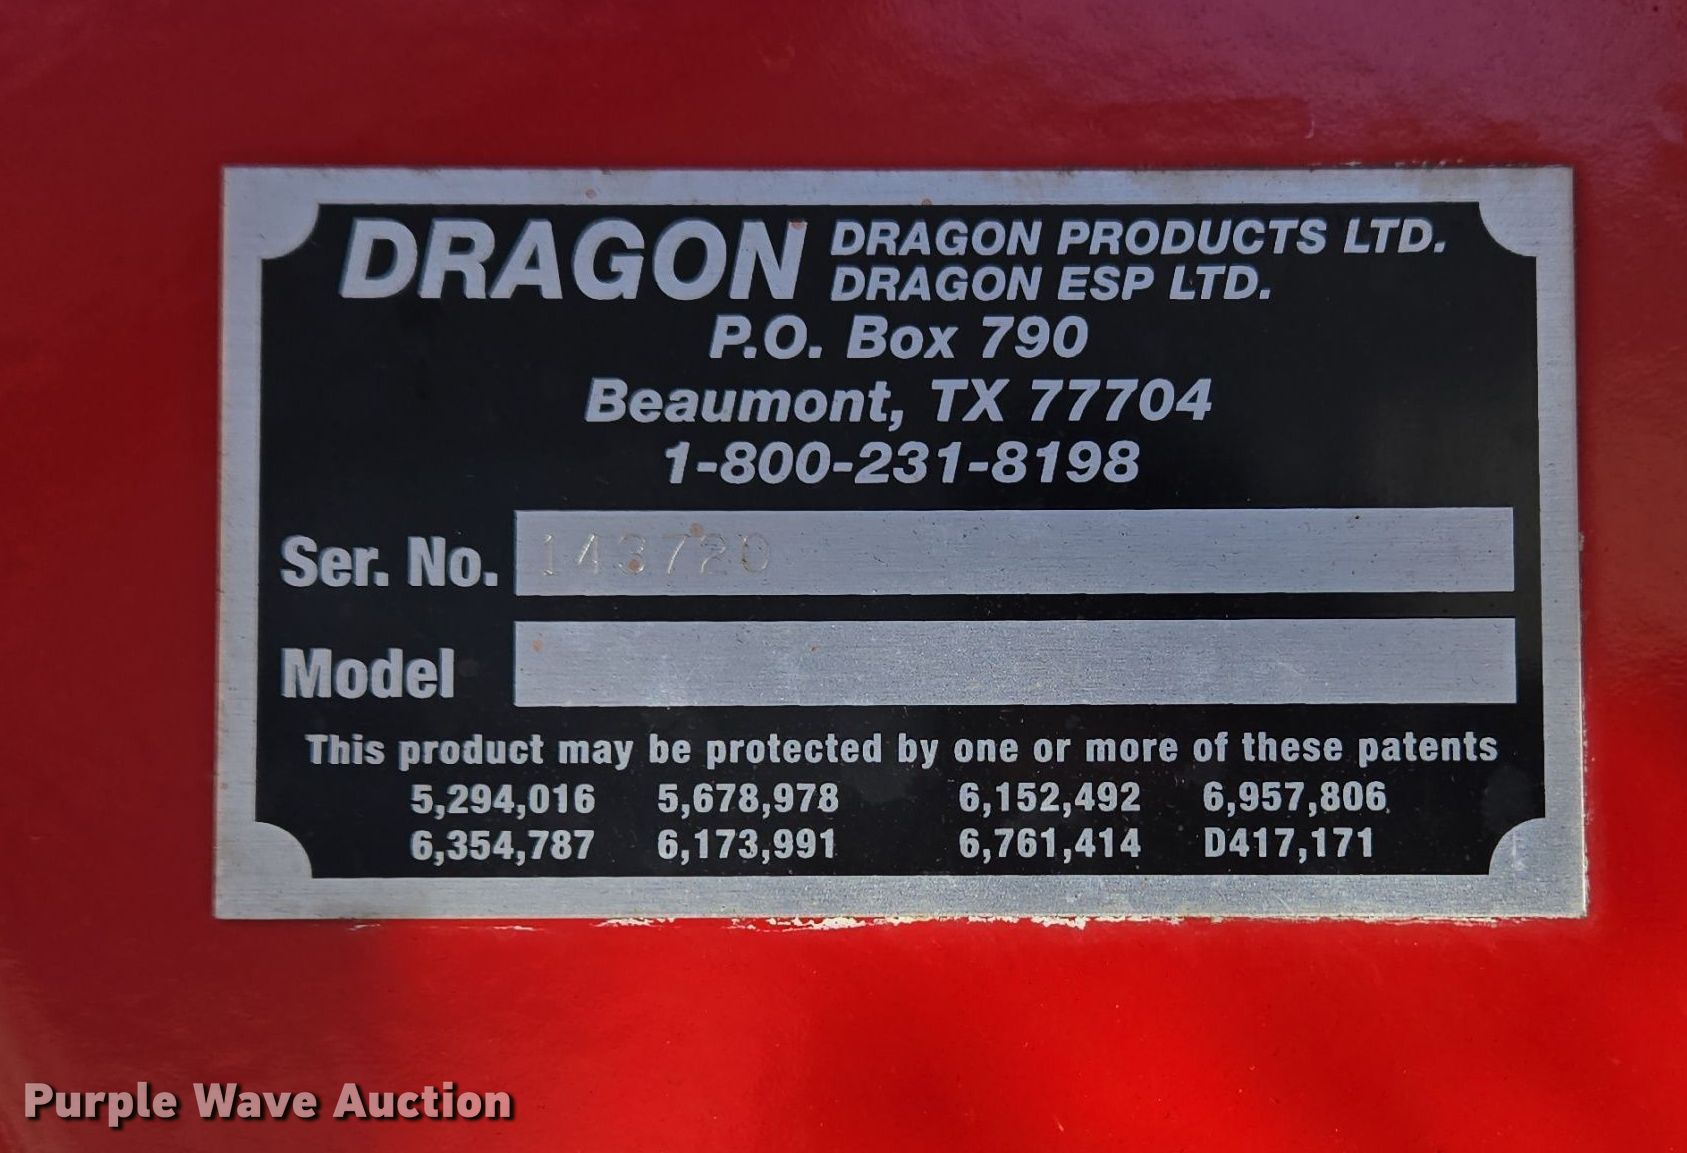 DRAGON DRAGON PRODUCTS LTD.
DRAGON ESP LTD.
P.O. Box 790
Beaumont, TX 77704
1-800-231-8198
Ser. No. 143720
Model
This product may be protected by one or more of these patents
5,294,016 5,678,978 6,152,492 6,957,806
6,354,787 6,173,991 6,761,414 D417,171
Purple Wave Auction